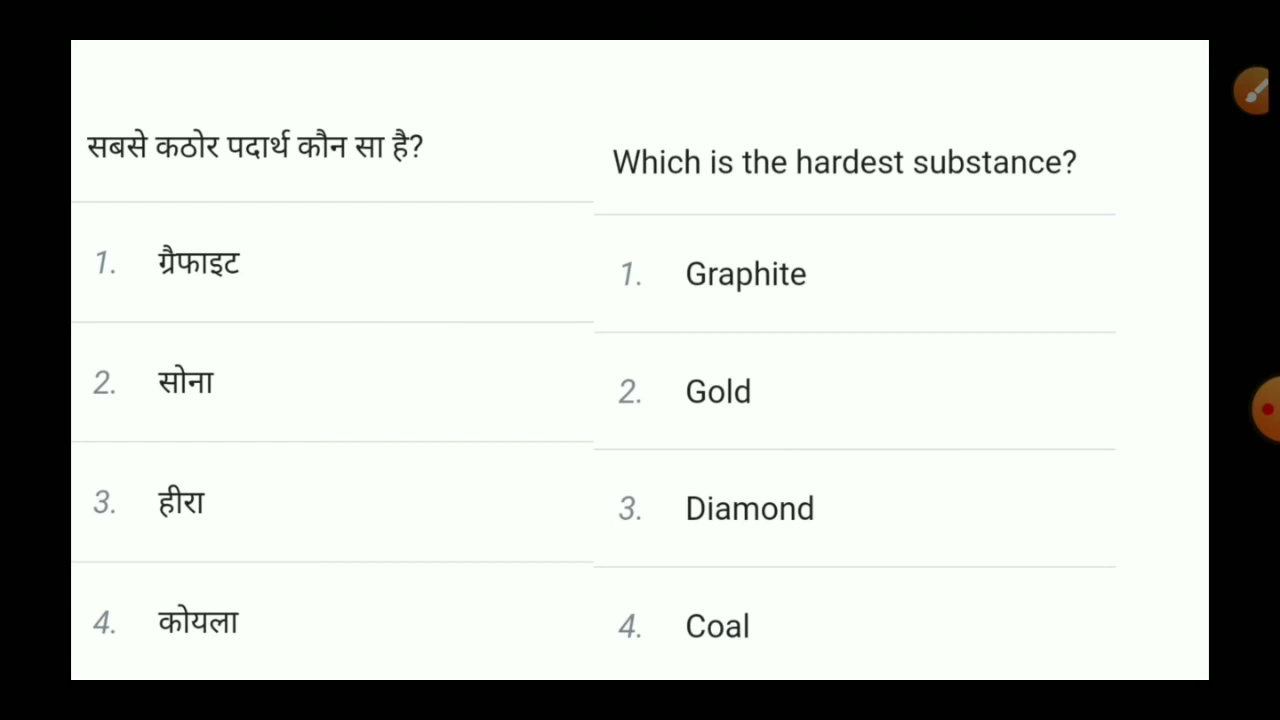 सबसे कठोर पदार्थ कौन सा है?
1. ग्रैफाइट
2. सोना
3. हीरा
4. कोयला
Which is the hardest substance?
1. Graphite
2. Gold
3. Diamond
4. Coal